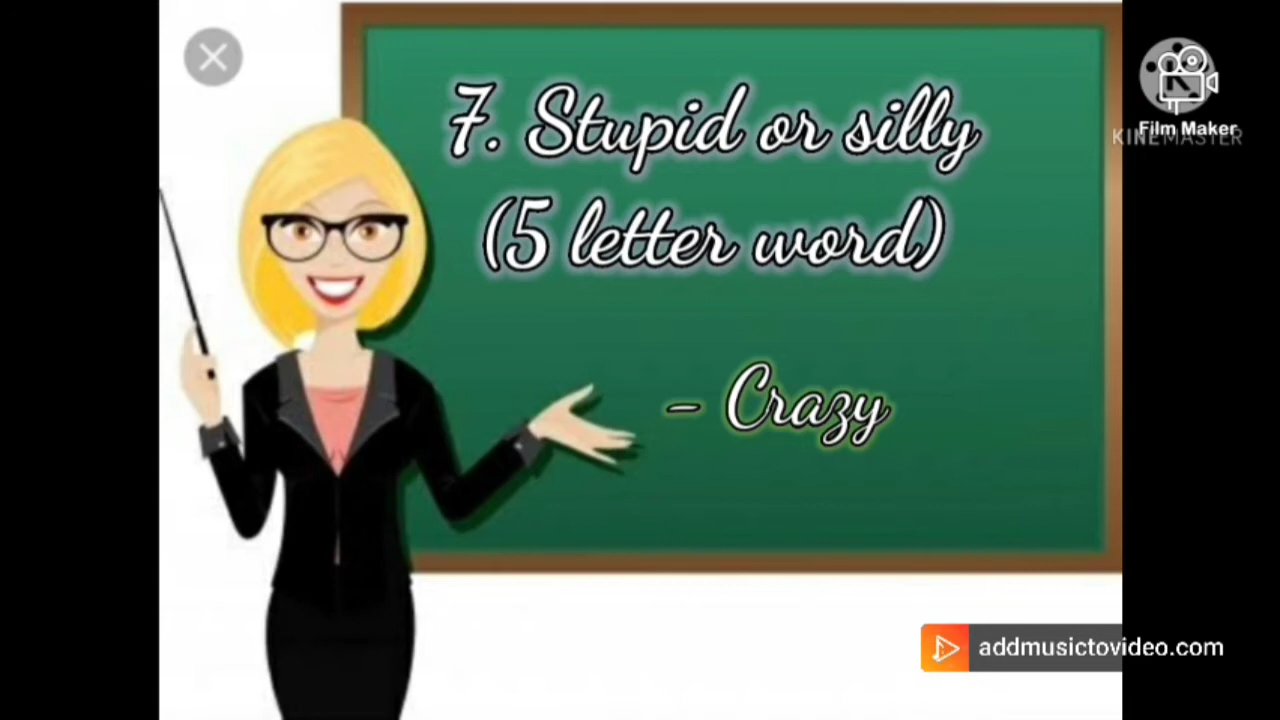 7. Stupid or silly
(5 letter word)
- Crazy
Film Maker
KINEMASTER
addmusictovideo.com